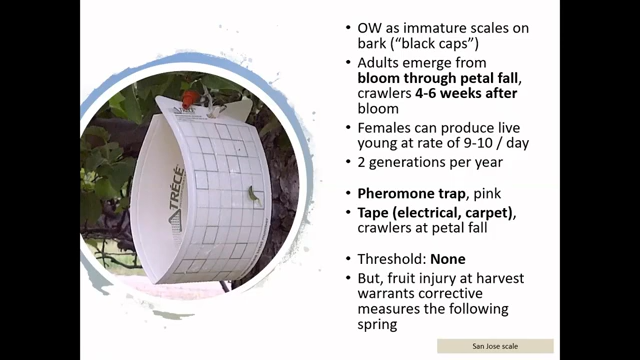 • OW as immature scales on
bark (“black caps”)
• Adults emerge from
bloom through petal fall,
crawlers 4-6 weeks after
bloom
• Females can produce live
young at rate of 9-10 / day
• 2 generations per year
• Pheromone trap, pink
• Tape (electrical, carpet),
crawlers at petal fall
• Threshold: None
• But, fruit injury at harvest
warrants corrective
measures the following
spring
San Jose scale
TRÉCÉ